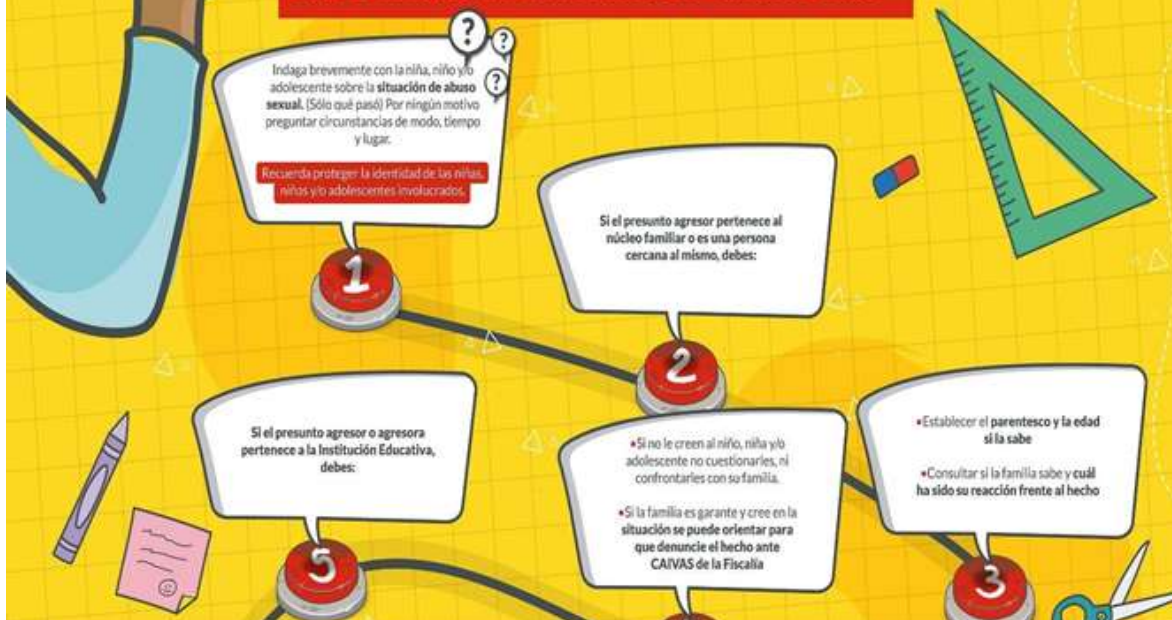 ?
?
?
Indaga brevemente con la niña, niño y/o
adolescente sobre la situación de abuso
sexual. (Sólo qué pasó) Por ningún motivo
preguntar circunstancias de modo, tiempo
y lugar.
Recuerda proteger la identidad de las niñas,
niños y/o adolescentes involucrados.
1
Si el presunto agresor pertenece al
núcleo familiar o es una persona
cercana al mismo, debes:
2
•Establecer el parentesco y la edad
si la sabe
•Consultar si la familia sabe y cuál
ha sido su reacción frente al hecho
3
•Si no le creen al niño, niña y/o
adolescente no cuestionarles, ni
confrontarles con su familia.
•Si la familia es garante y cree en la
situación se puede orientar para
que denuncie el hecho ante
CAIVAS de la Fiscalía
Si el presunto agresor o agresora
pertenece a la Institución Educativa,
debes:
5